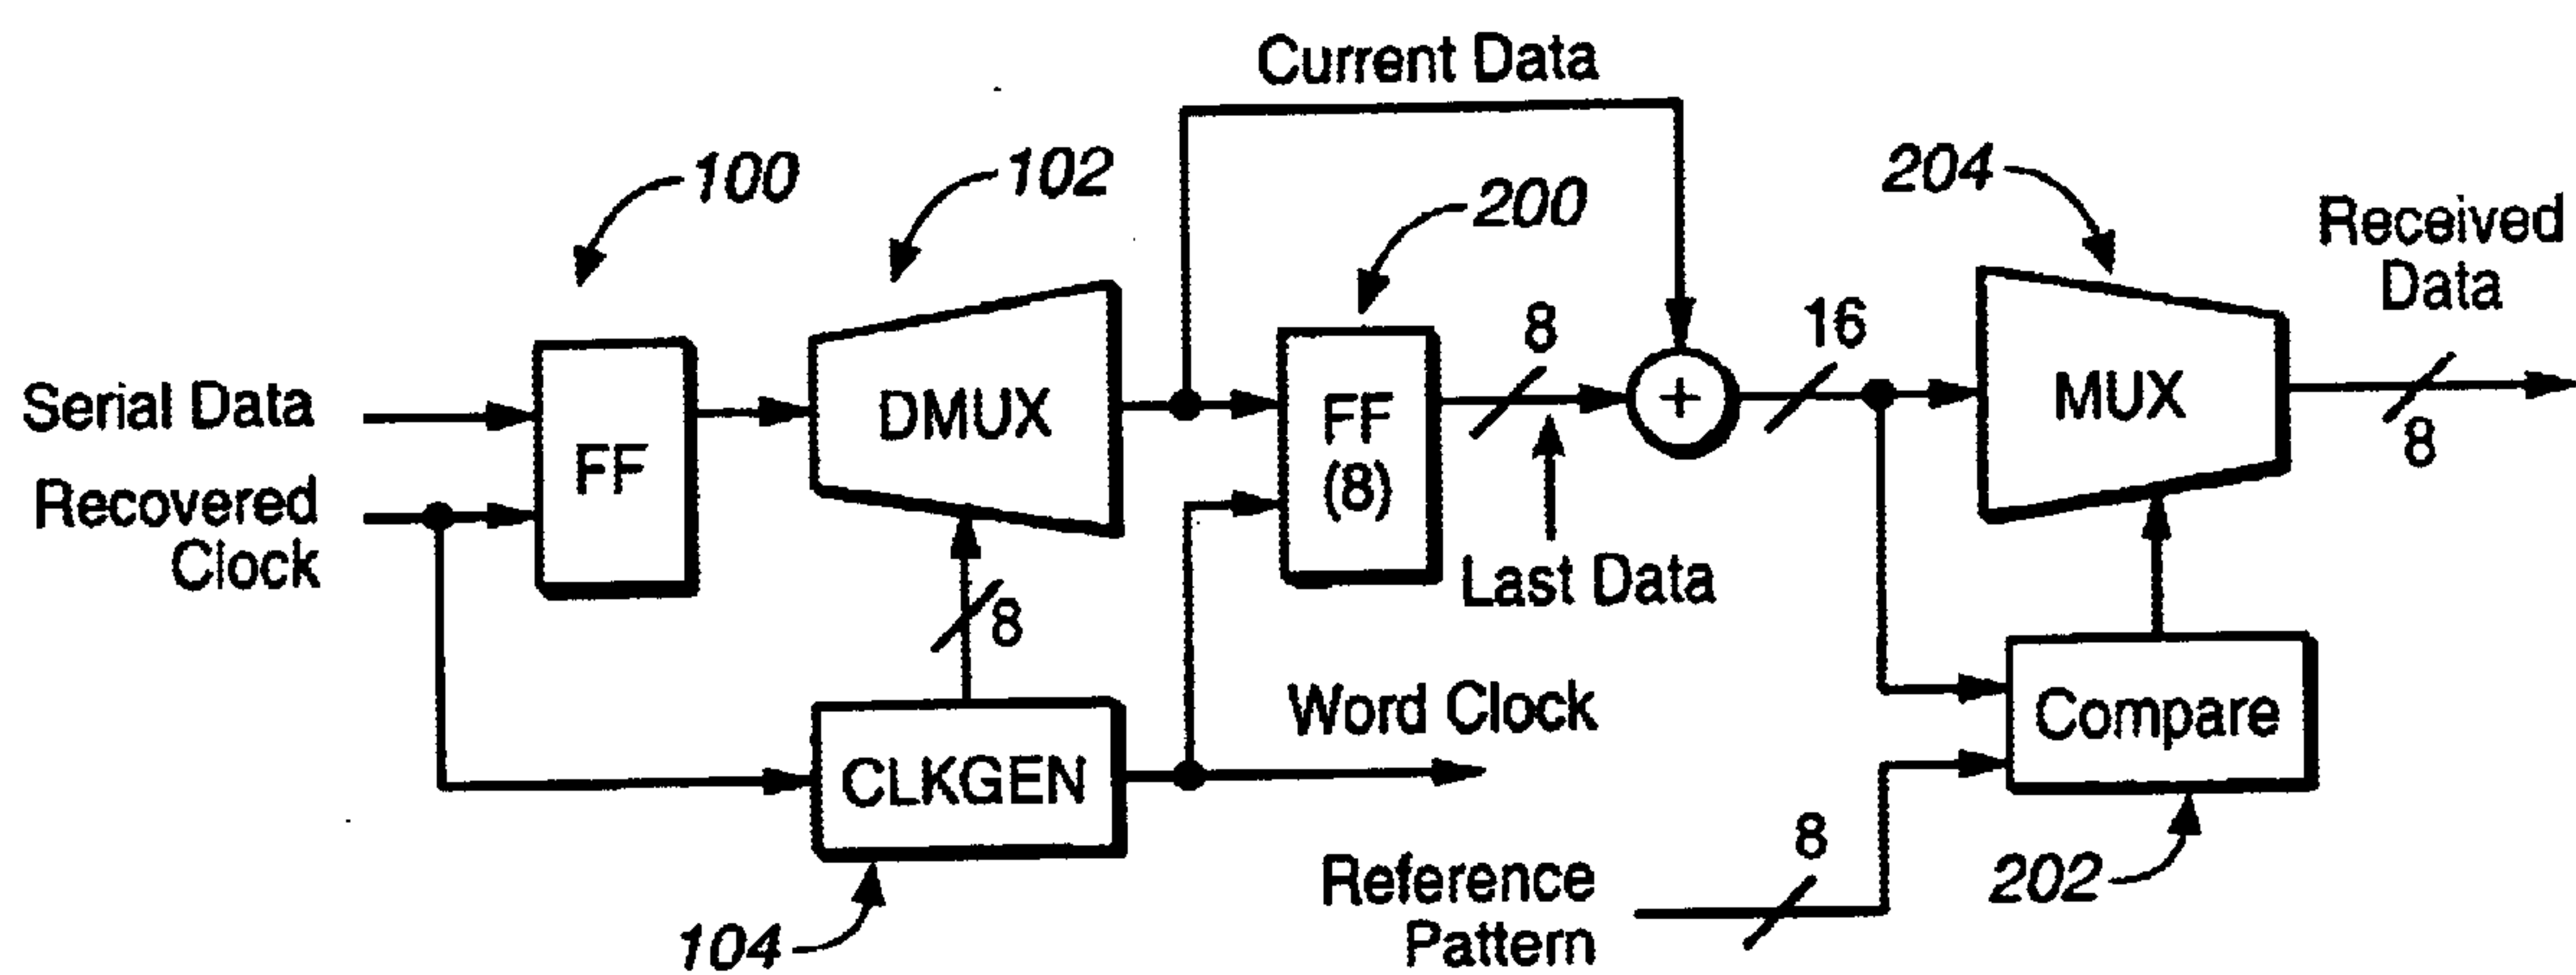 Current Data
100
102
200
204
Received
Data
8
16
Serial Data
FF
DMUX
FF
(8)
+
MUX
8
Recovered
Clock
Last Data
8
Word Clock
Compare
CLKGEN
8
Reference
Pattern
202
104